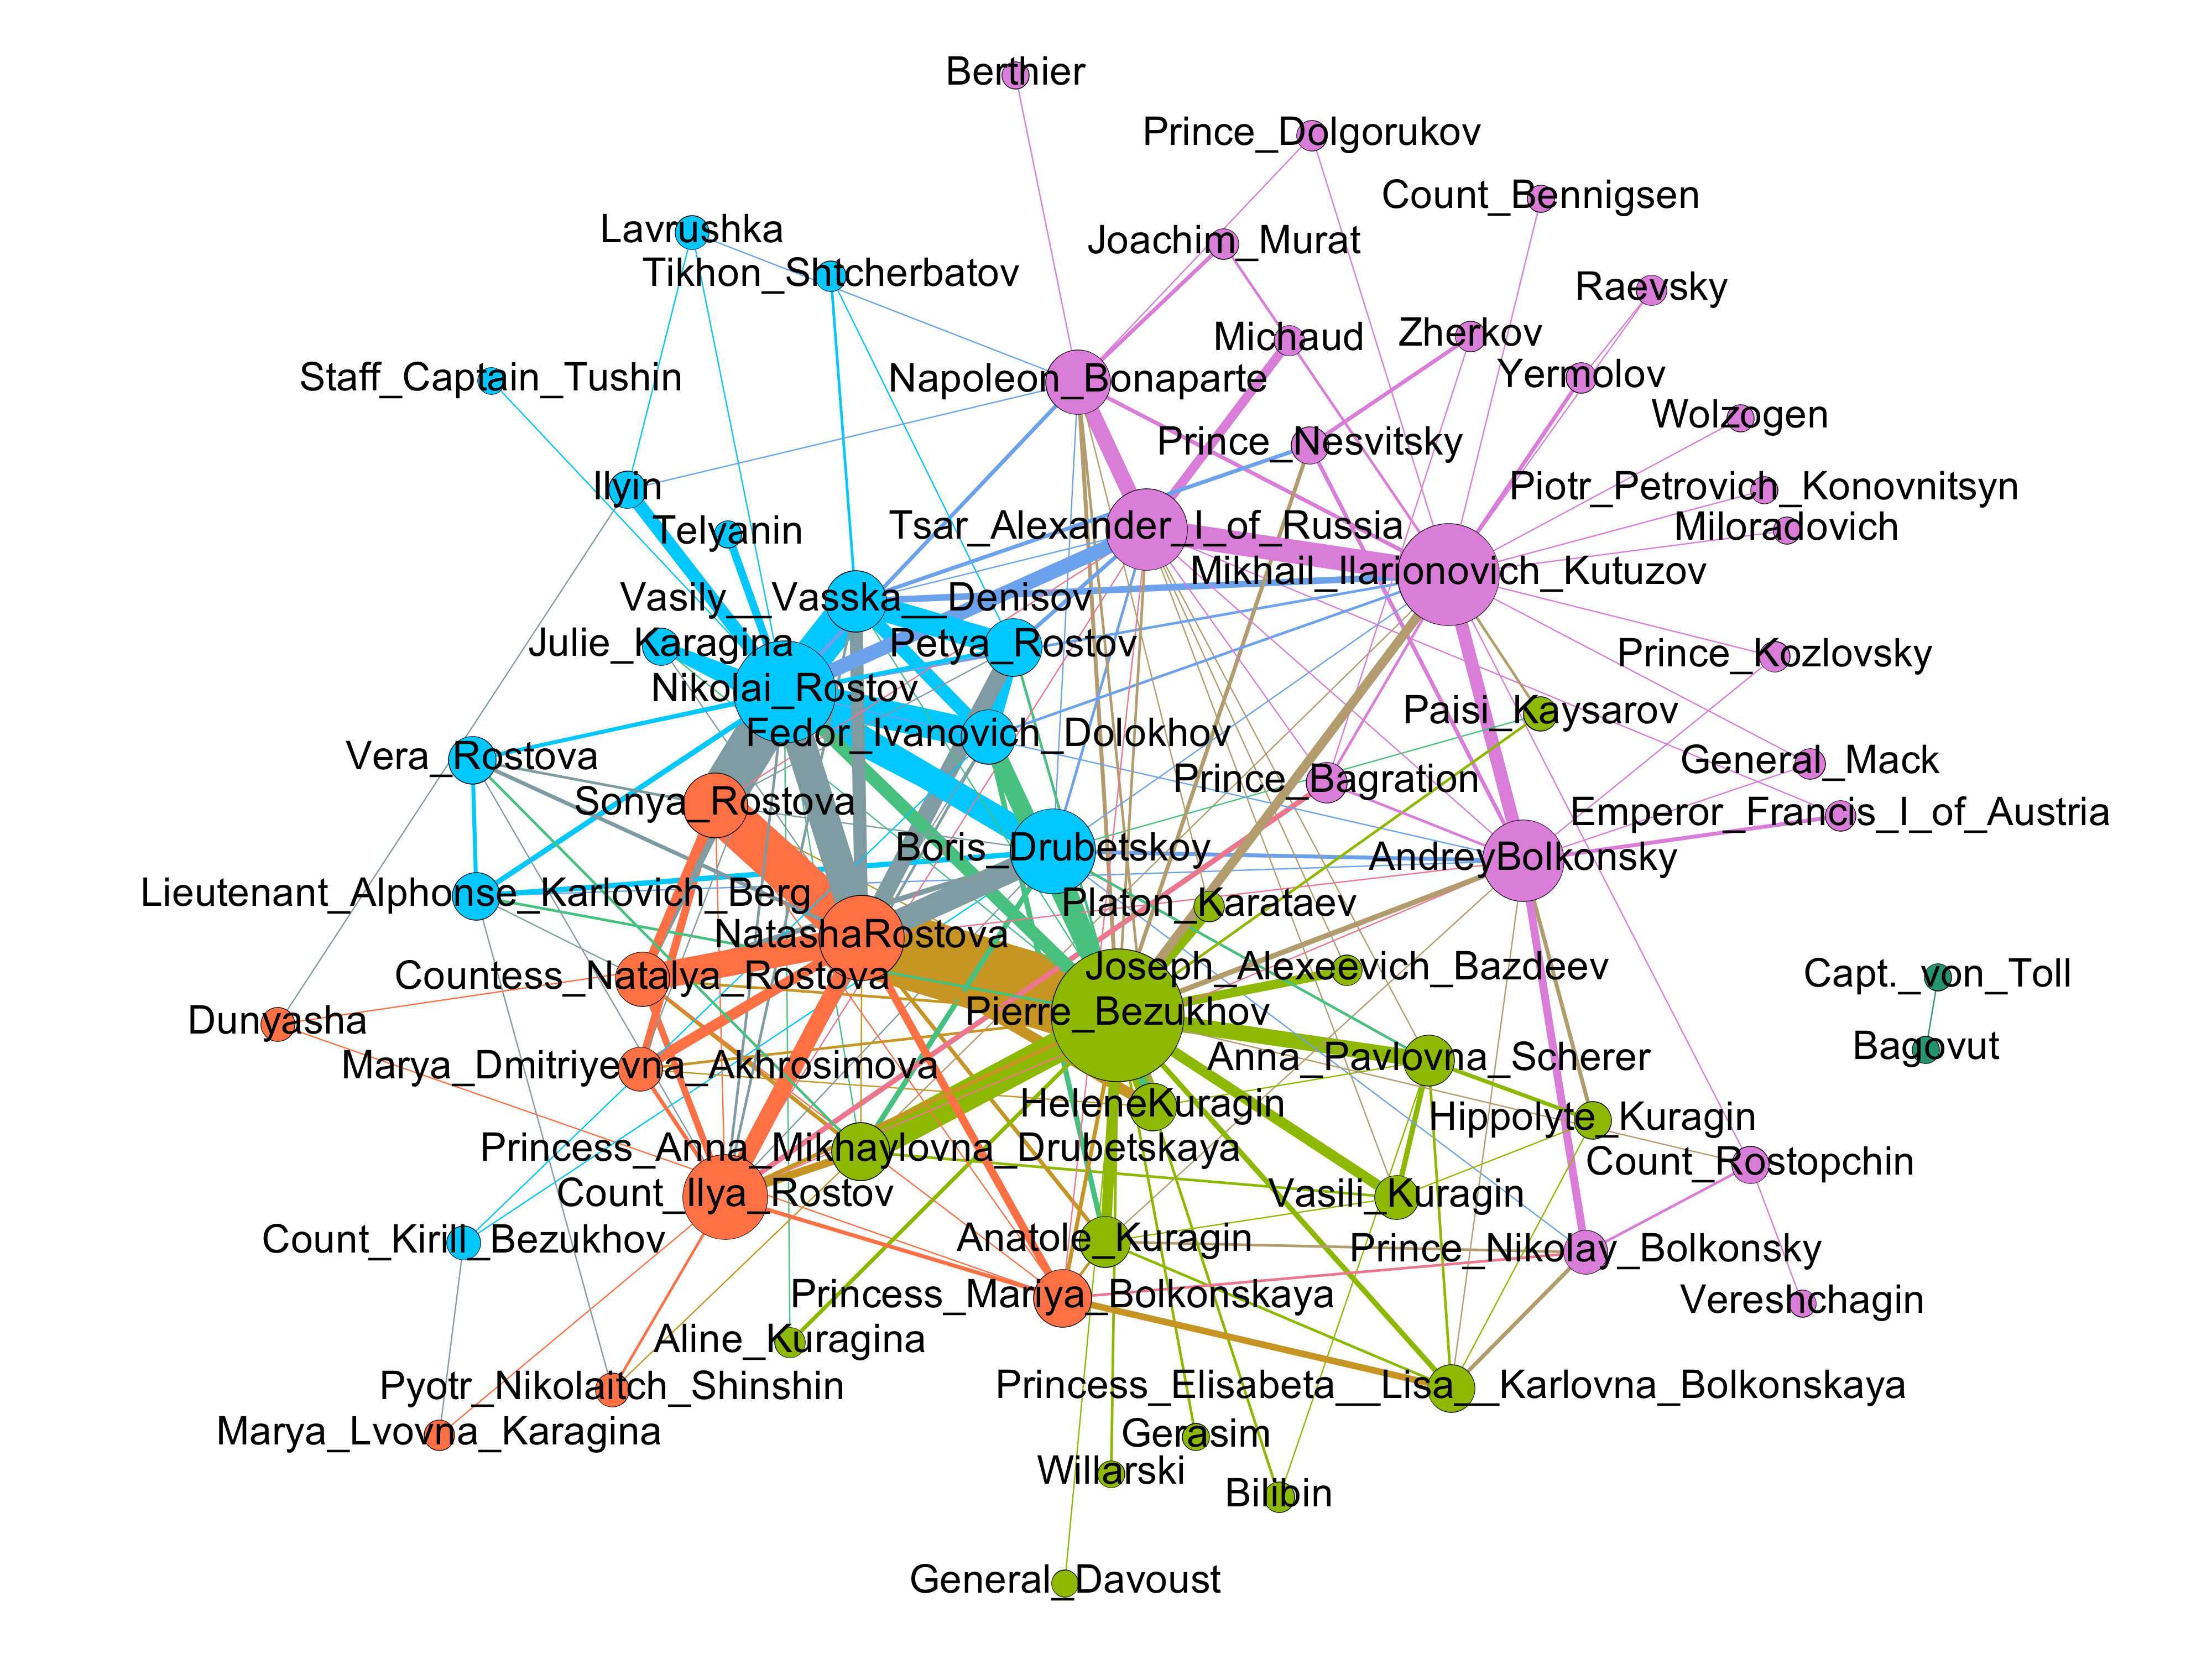 Berthier
Prince_Dolgorukov
Count_Bennigsen
Lavrushka
Joachim_Murat
Tikhon_Shtcherbatov
Raevsky
Michaud
Zherkov
Staff_Captain_Tushin
Napoleon_Bonaparte
Yermolov
Wolzogen
Prince_Nesvitsky
Ilyin
Piotr_Petrovich_Konovnitsyn
Telyanin
Tsar_Alexander_I_of_Russia
Miloradovich
Mikhail_Ilarionovich_Kutuzov
Vasily__Vasska__Denisov
Julie_Karagina
Petya_Rostov
Prince_Kozlovsky
Nikolai_Rostov
Paisi_Kaysarov
Fedor_Ivanovich_Dolokhov
Vera_Rostova
General_Mack
Prince_Bagration
Sonya_Rostova
Emperor_Francis_I_of_Austria
Boris_Drubetskoy
AndreyBolkonsky
Lieutenant_Alphonse_Karlovich_Berg
Platon_Karataev
NatashaRostova
Joseph_Alexeevich_Bazdeev
Countess_Natalya_Rostova
Capt._von_Toll
Pierre_Bezukhov
Dunyasha
Bagovut
Anna_Pavlovna_Scherer
Marya_Dmitriyevna_Akhrosimova
HeleneKuragin
Hippolyte_Kuragin
Princess_Anna_Mikhaylovna_Drubetskaya
Count_Rostopchin
Count_Ilya_Rostov
Vasili_Kuragin
Count_Kirill_Bezukhov
Anatole_Kuragin
Prince_Nikolay_Bolkonsky
Princess_Mariya_Bolkonskaya
Vereshchagin
Aline_Kuragina
Pyotr_Nikolaitch_Shinshin
Princess_Elisabeta__Lisa__Karlovna_Bolkonskaya
Marya_Lvovna_Karagina
Gerasim
Willarski
Bilibin
General_Davoust